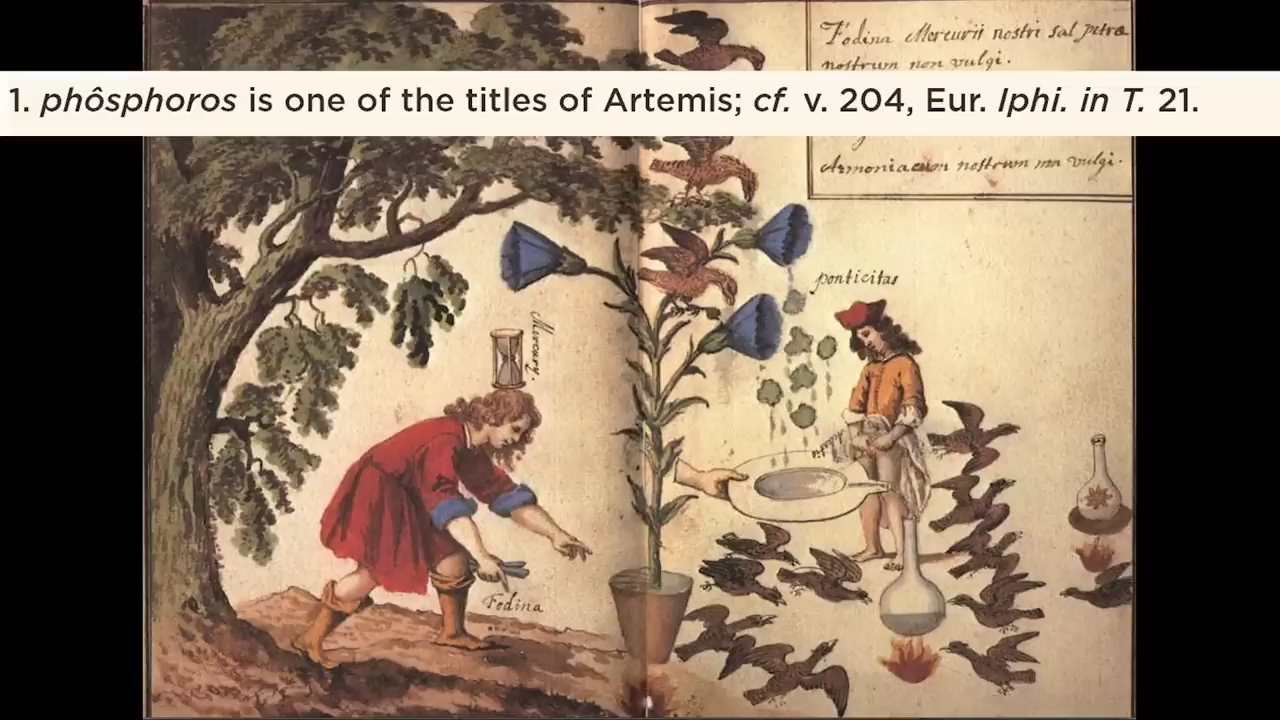 Fodina Mercurii nostri sal petræ
nostrum non vulgi.
1. phôsphoros is one of the titles of Artemis; cf. v. 204, Eur. Iphi. in T. 21.
Armoniacum nostrum non vulgi.
ponticitas
Mercury.
Fodina